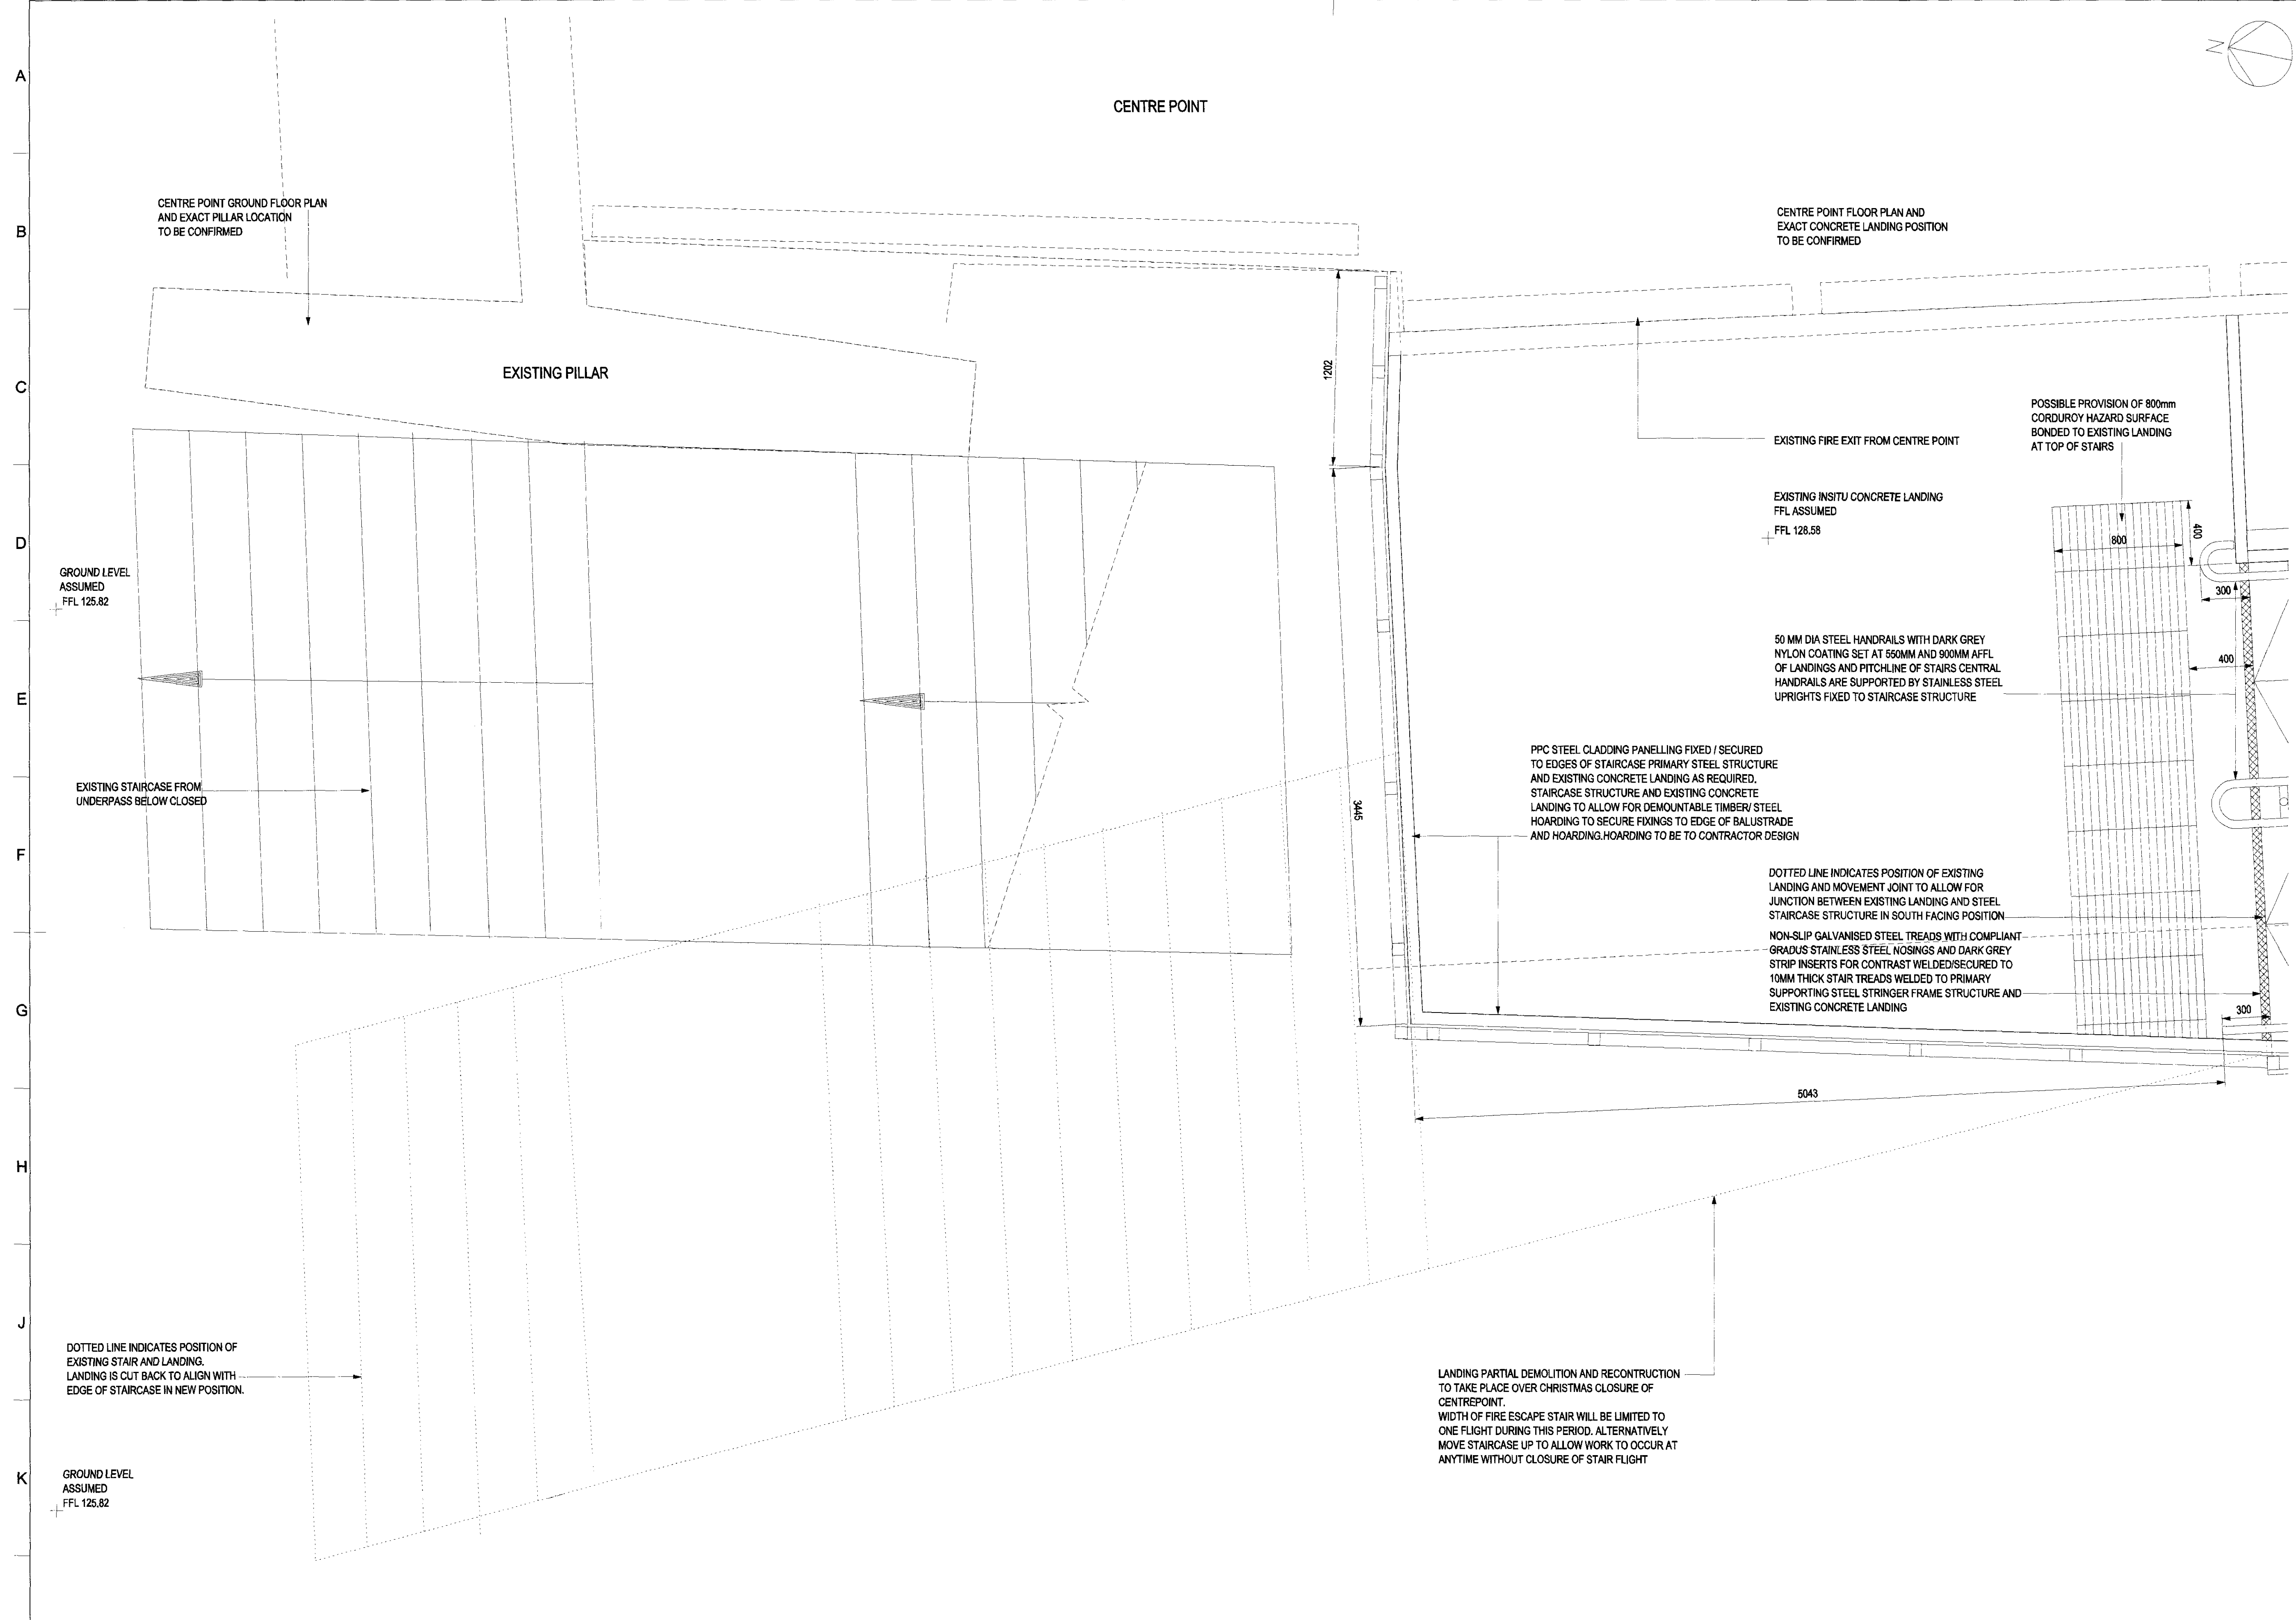 N
A
B
C
D
E
F
G
H
J
K
CENTRE POINT
CENTRE POINT GROUND FLOOR PLAN
AND EXACT PILLAR LOCATION
TO BE CONFIRMED
CENTRE POINT FLOOR PLAN AND
EXACT CONCRETE LANDING POSITION
TO BE CONFIRMED
EXISTING PILLAR
1202
POSSIBLE PROVISION OF 800mm
CORDUROY HAZARD SURFACE
BONDED TO EXISTING LANDING
AT TOP OF STAIRS
EXISTING FIRE EXIT FROM CENTRE POINT
EXISTING INSITU CONCRETE LANDING
FFL ASSUMED
FFL 128.58
800
400
300
GROUND LEVEL
ASSUMED
FFL 125.82
50 MM DIA STEEL HANDRAILS WITH DARK GREY
NYLON COATING SET AT 550MM AND 900MM AFFL
OF LANDINGS AND PITCHLINE OF STAIRS CENTRAL
HANDRAILS ARE SUPPORTED BY STAINLESS STEEL
UPRIGHTS FIXED TO STAIRCASE STRUCTURE
400
PPC STEEL CLADDING PANELLING FIXED / SECURED
TO EDGES OF STAIRCASE PRIMARY STEEL STRUCTURE
AND EXISTING CONCRETE LANDING AS REQUIRED.
STAIRCASE STRUCTURE AND EXISTING CONCRETE
LANDING TO ALLOW FOR DEMOUNTABLE TIMBER/ STEEL
HOARDING TO SECURE FIXINGS TO EDGE OF BALUSTRADE
AND HOARDING.HOARDING TO BE TO CONTRACTOR DESIGN
EXISTING STAIRCASE FROM
UNDERPASS BELOW CLOSED
3445
DOTTED LINE INDICATES POSITION OF EXISTING
LANDING AND MOVEMENT JOINT TO ALLOW FOR
JUNCTION BETWEEN EXISTING LANDING AND STEEL
STAIRCASE STRUCTURE IN SOUTH FACING POSITION
NON-SLIP GALVANISED STEEL TREADS WITH COMPLIANT
GRADUS STAINLESS STEEL NOSINGS AND DARK GREY
STRIP INSERTS FOR CONTRAST WELDED/SECURED TO
10MM THICK STAIR TREADS WELDED TO PRIMARY
SUPPORTING STEEL STRINGER FRAME STRUCTURE AND
EXISTING CONCRETE LANDING
300
5043
DOTTED LINE INDICATES POSITION OF
EXISTING STAIR AND LANDING.
LANDING IS CUT BACK TO ALIGN WITH
EDGE OF STAIRCASE IN NEW POSITION.
LANDING PARTIAL DEMOLITION AND RECONTRUCTION
TO TAKE PLACE OVER CHRISTMAS CLOSURE OF
CENTREPOINT.
WIDTH OF FIRE ESCAPE STAIR WILL BE LIMITED TO
ONE FLIGHT DURING THIS PERIOD. ALTERNATIVELY
MOVE STAIRCASE UP TO ALLOW WORK TO OCCUR AT
ANYTIME WITHOUT CLOSURE OF STAIR FLIGHT
GROUND LEVEL
ASSUMED
FFL 125.82